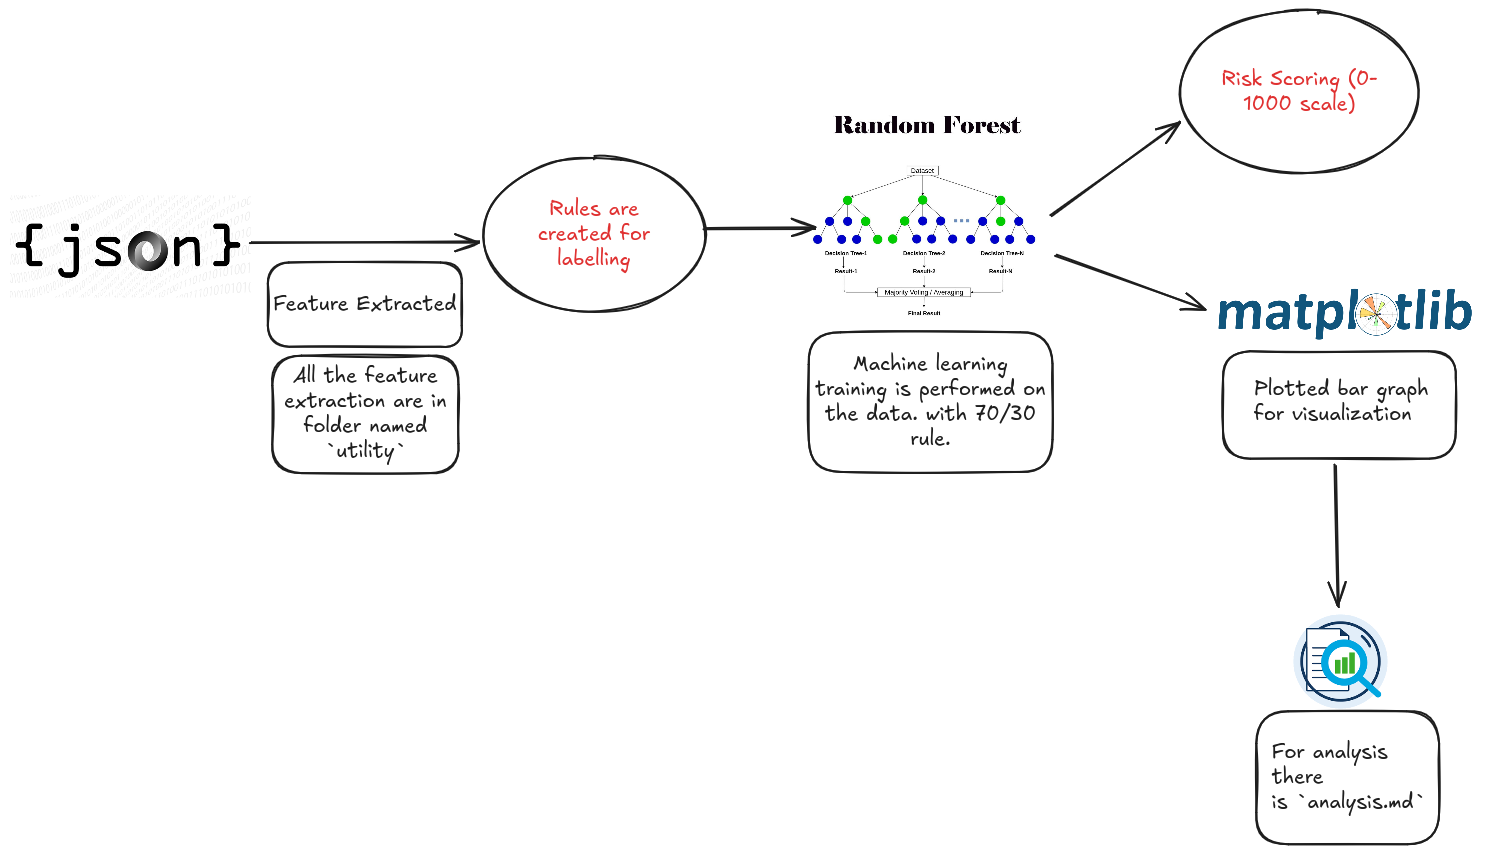 {json}
Feature Extracted
All the feature
extraction are in
folder named
`utility`
Rules are
created for
labelling
Random Forest
Dataset
Decision Tree-1
Decision Tree-2
Decision Tree-N
Result-1
Result-2
Result-N
Majority Voting / Averaging
Final Result
Machine learning
training is performed on
the data. with 70/30
rule.
Risk Scoring (0-
1000 scale)
matplotlib
Plotted bar graph
for visualization
For analysis
there
is `analysis.md`